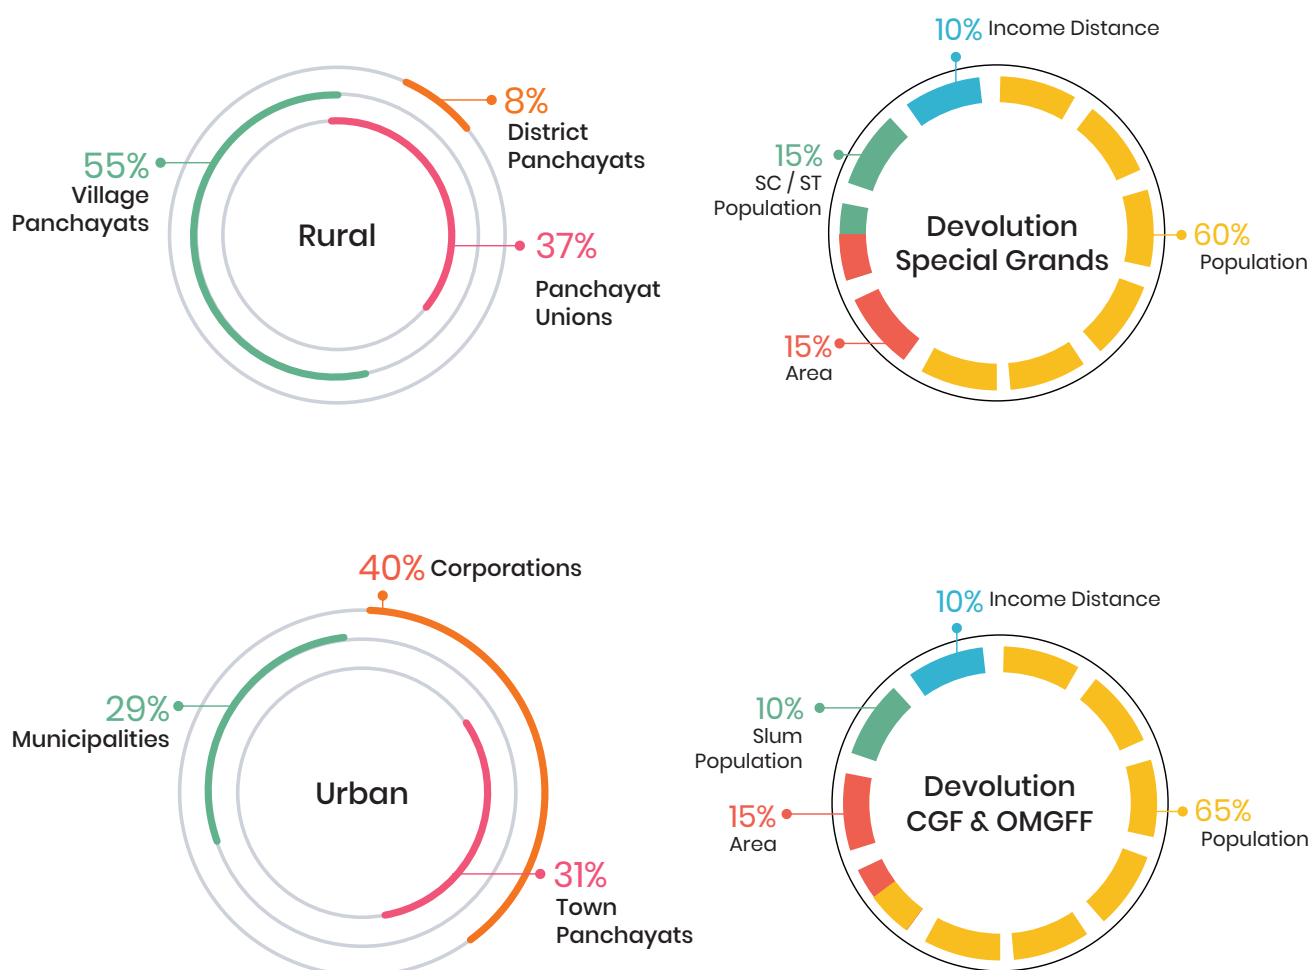 8%
District
Panchayats
55%
Village
Panchayats
Rural
37%
Panchayat
Unions
10% Income Distance
15%
SC / ST
Population
Devolution
Special Grands
60%
Population
15%
Area
40% Corporations
29%
Municipalities
Urban
31%
Town
Panchayats
10% Income Distance
10%
Slum
Population
Devolution
CGF & OMGFF
15%
Area
65%
Population